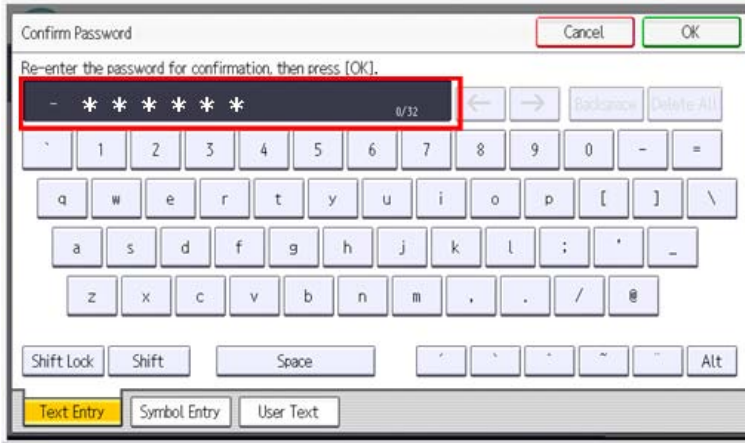 Confirm Password Cancel OK
Re-enter the password for confirmation, then press [OK].
- * * * * * * 0/32 ← → Backspace Delete All
` 1 2 3 4 5 6 7 8 9 0 - =
q w e r t y u i o p [ ] \
a s d f g h j k l ; ' _
z x c v b n m , . / @
Shift Lock Shift Space ´ ` ^ ~ ¨ Alt
Text Entry Symbol Entry User Text